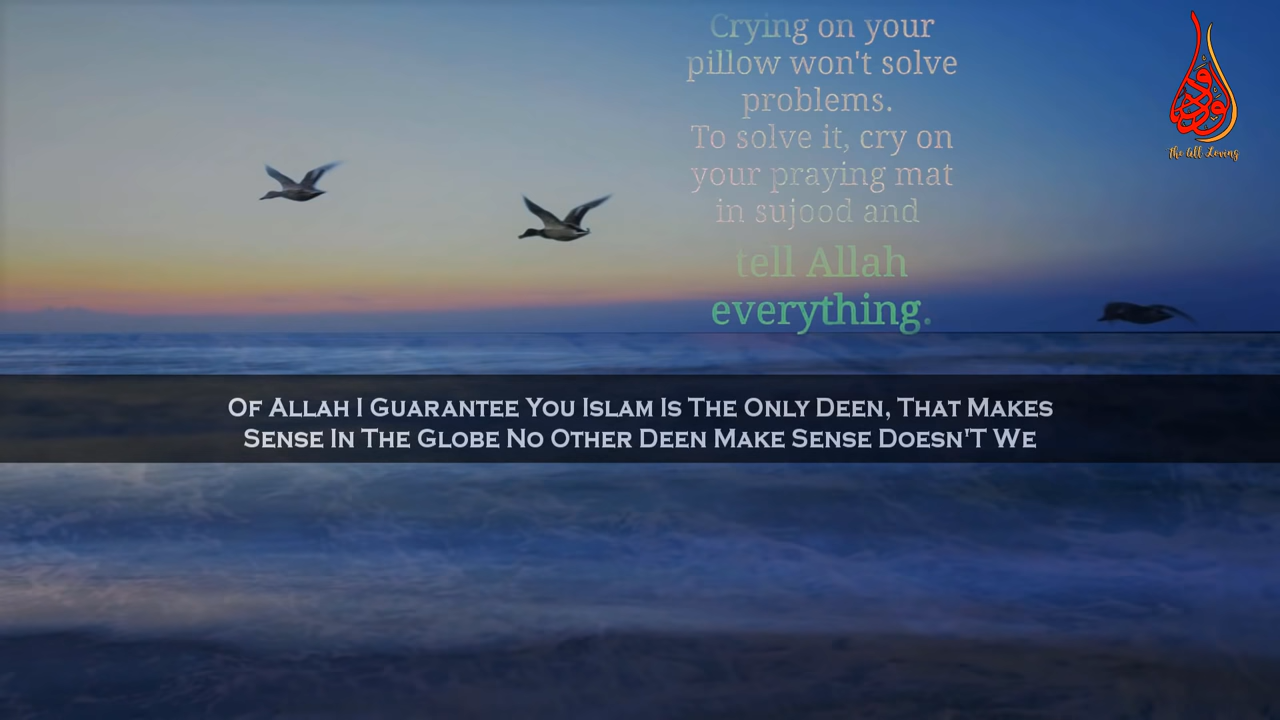 Crying on your
pillow won't solve
problems.
To solve it, cry on
your praying mat
in sujood and
tell Allah
everything.
الودود
The All Loving
OF ALLAH I GUARANTEE YOU ISLAM IS THE ONLY DEEN, THAT MAKES
SENSE IN THE GLOBE NO OTHER DEEN MAKE SENSE DOESN'T WE